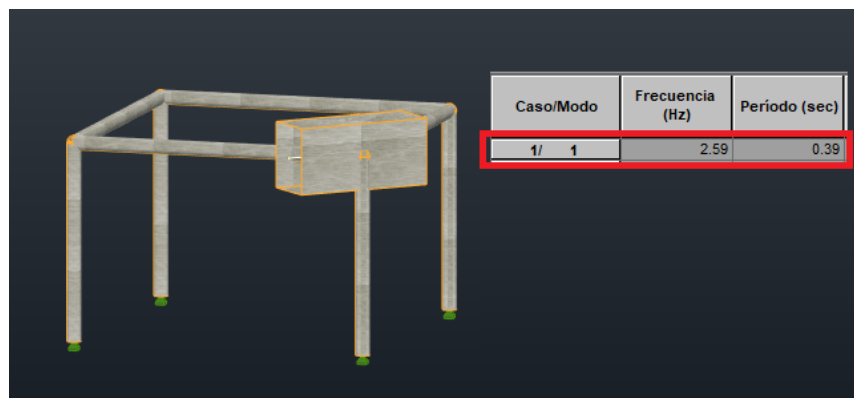 Caso/Modo Frecuencia (Hz) Período (sec)
1/ 1 2.59 0.39